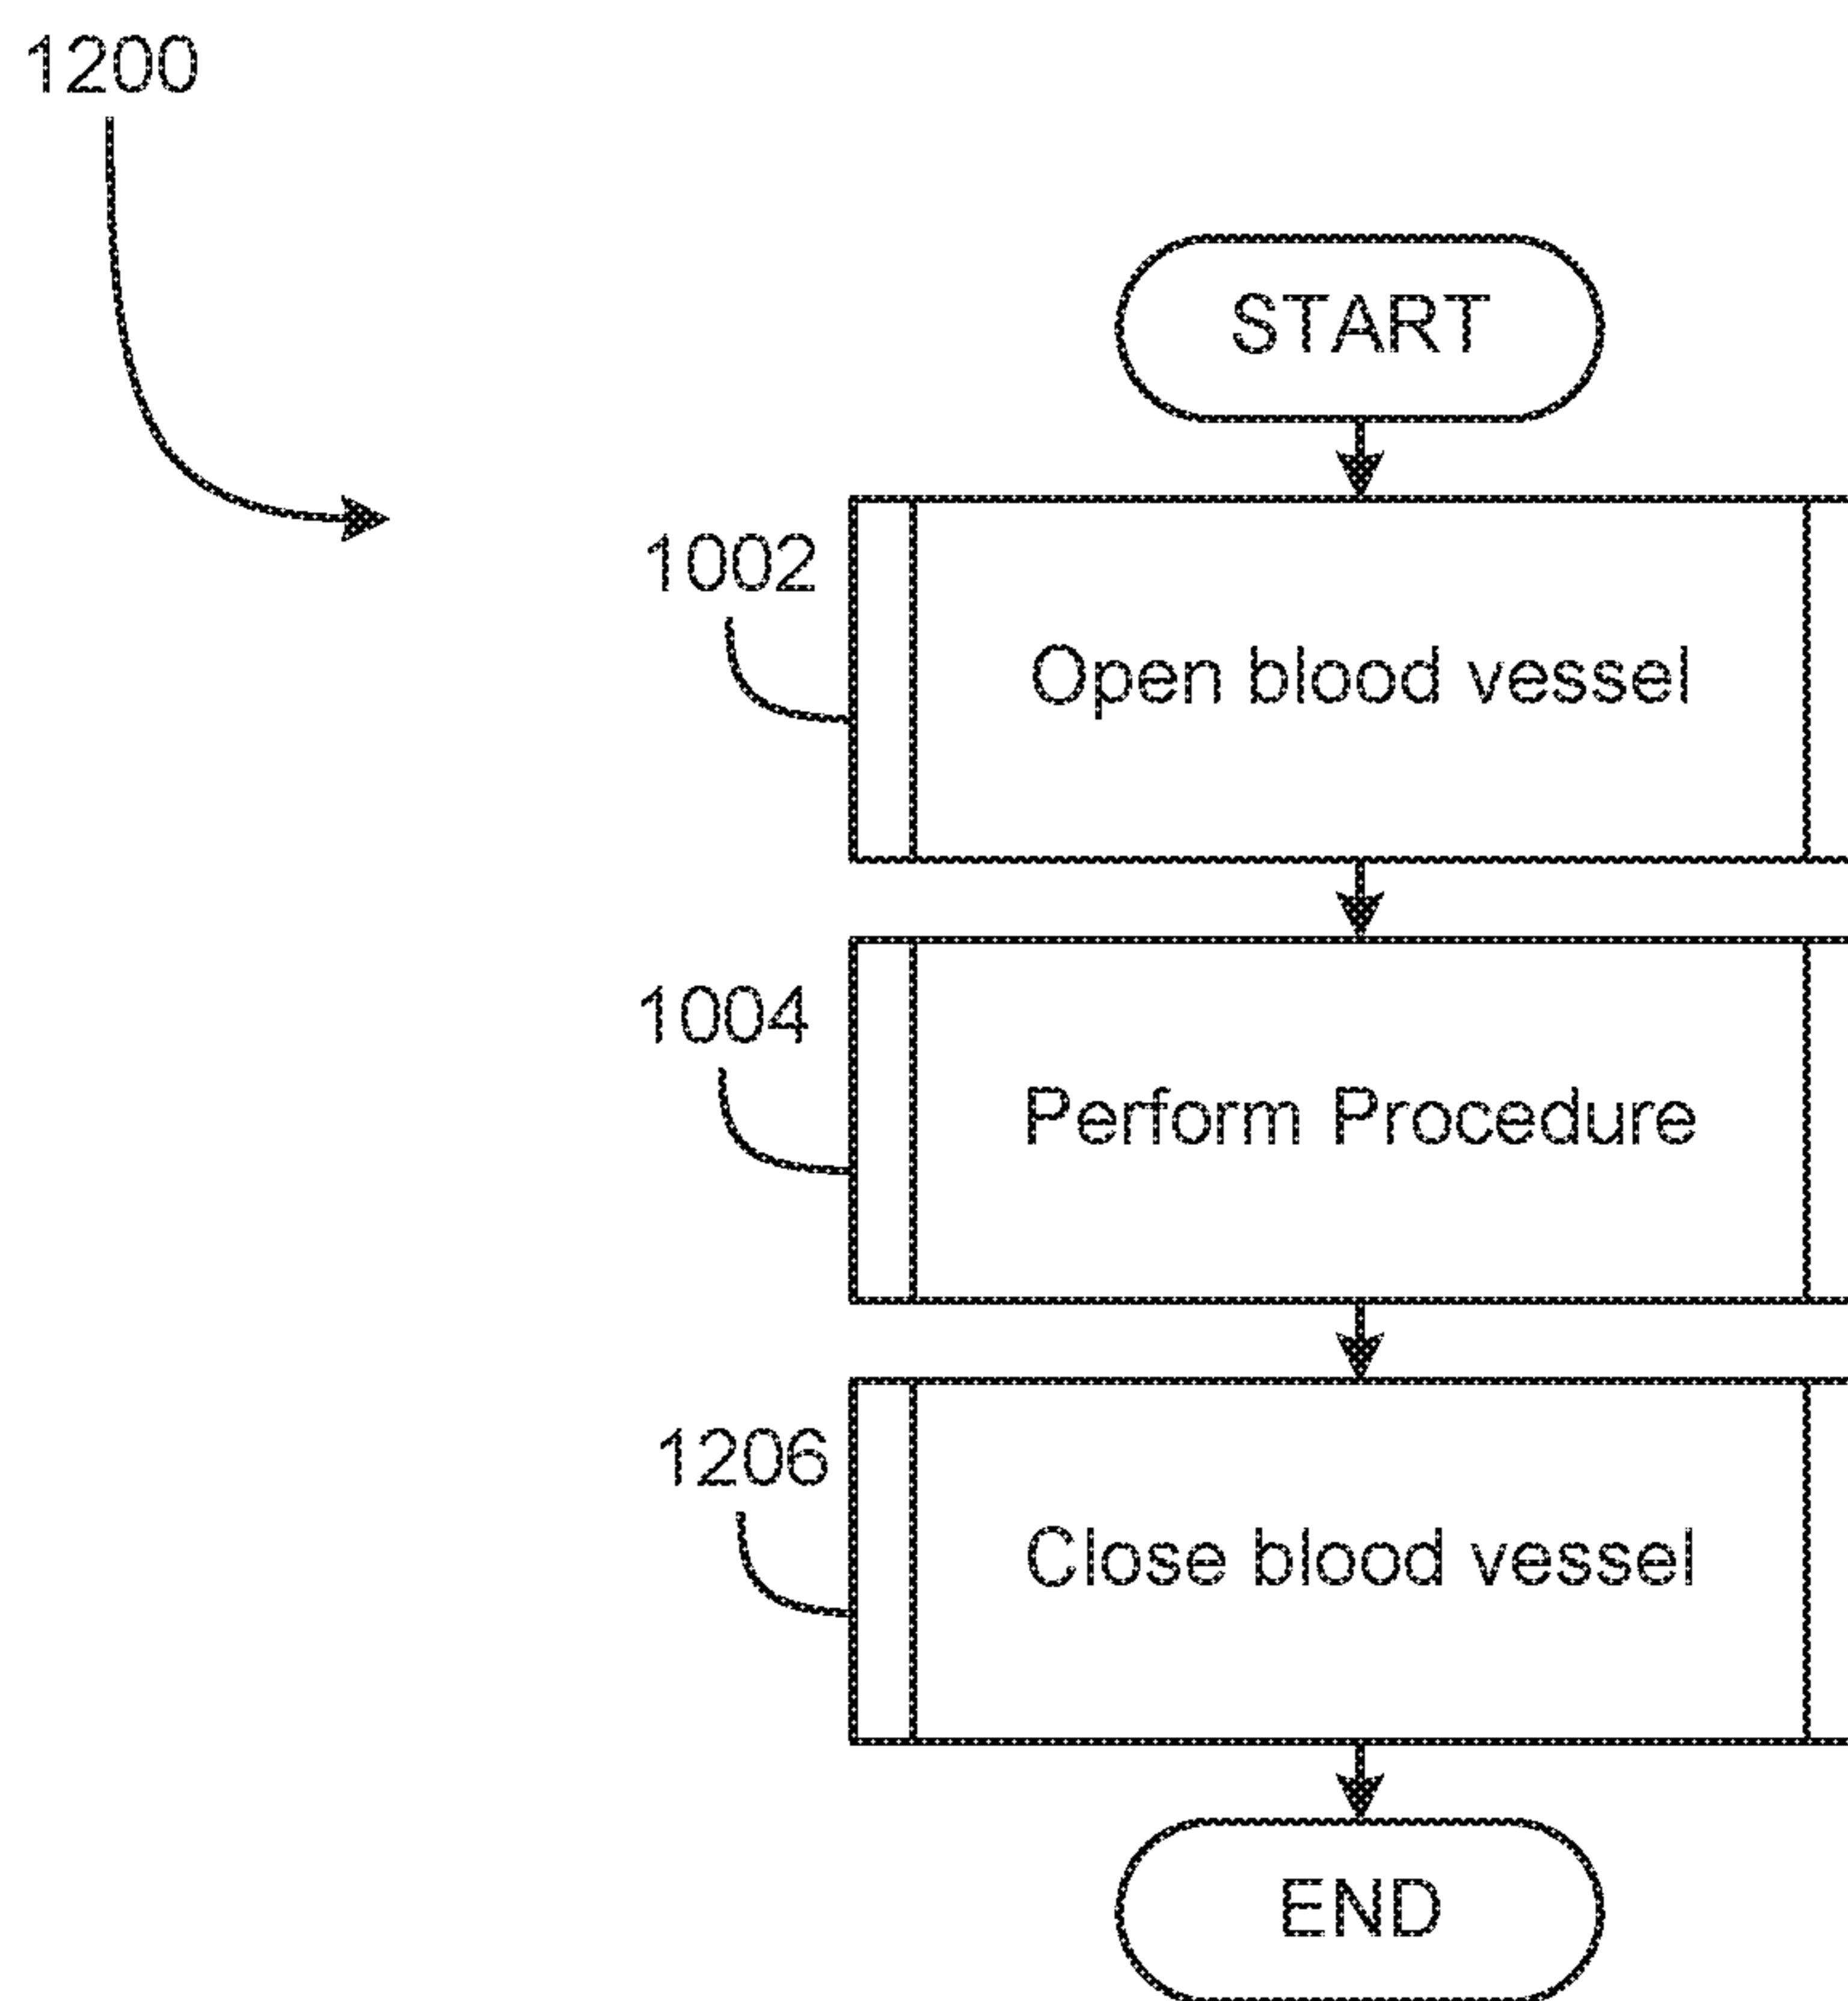 1200
START
1002
Open blood vessel
1004
Perform Procedure
1206
Close blood vessel
END